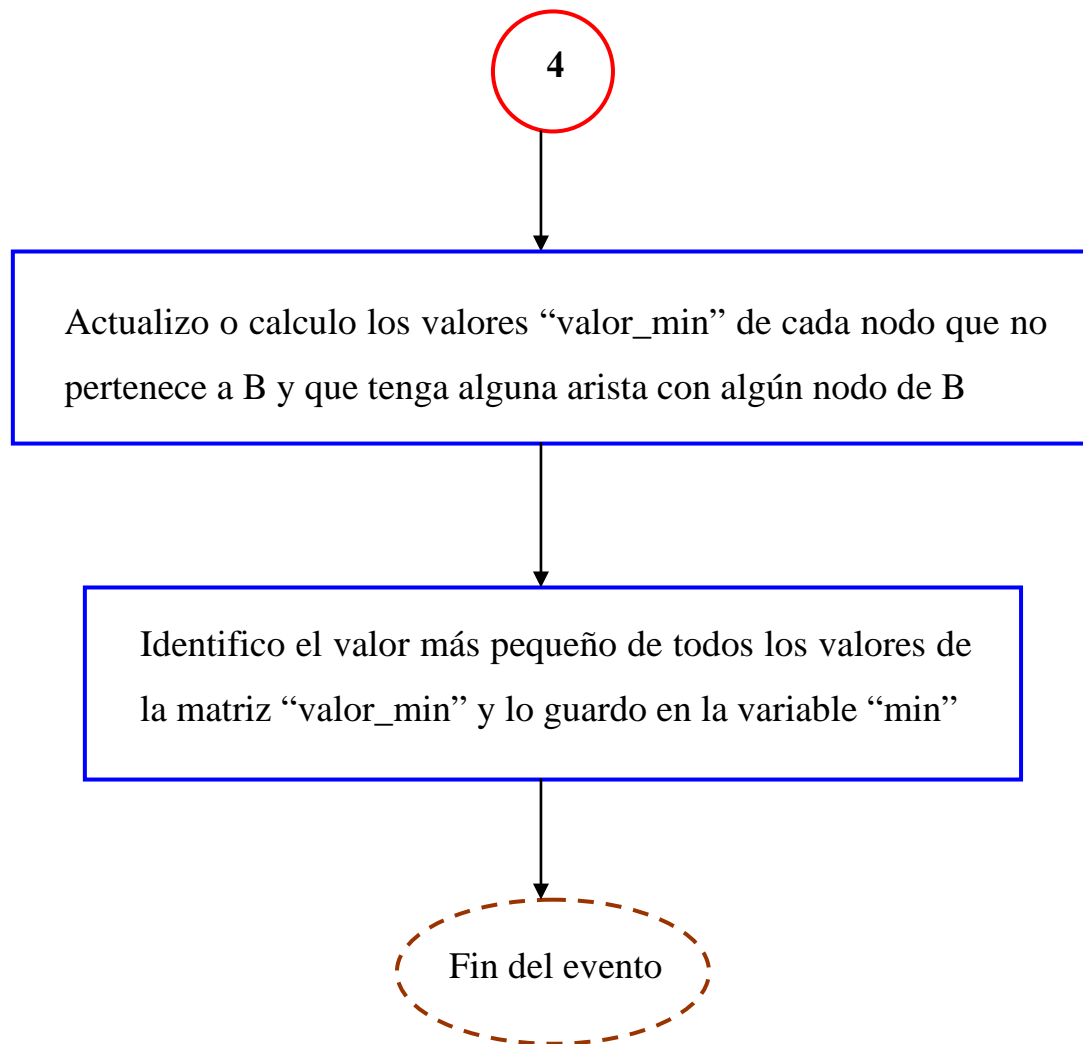 4
Actualizo o calculo los valores “valor_min” de cada nodo que no
pertenece a B y que tenga alguna arista con algún nodo de B
Identifico el valor más pequeño de todos los valores de
la matriz “valor_min” y lo guardo en la variable “min”
Fin del evento